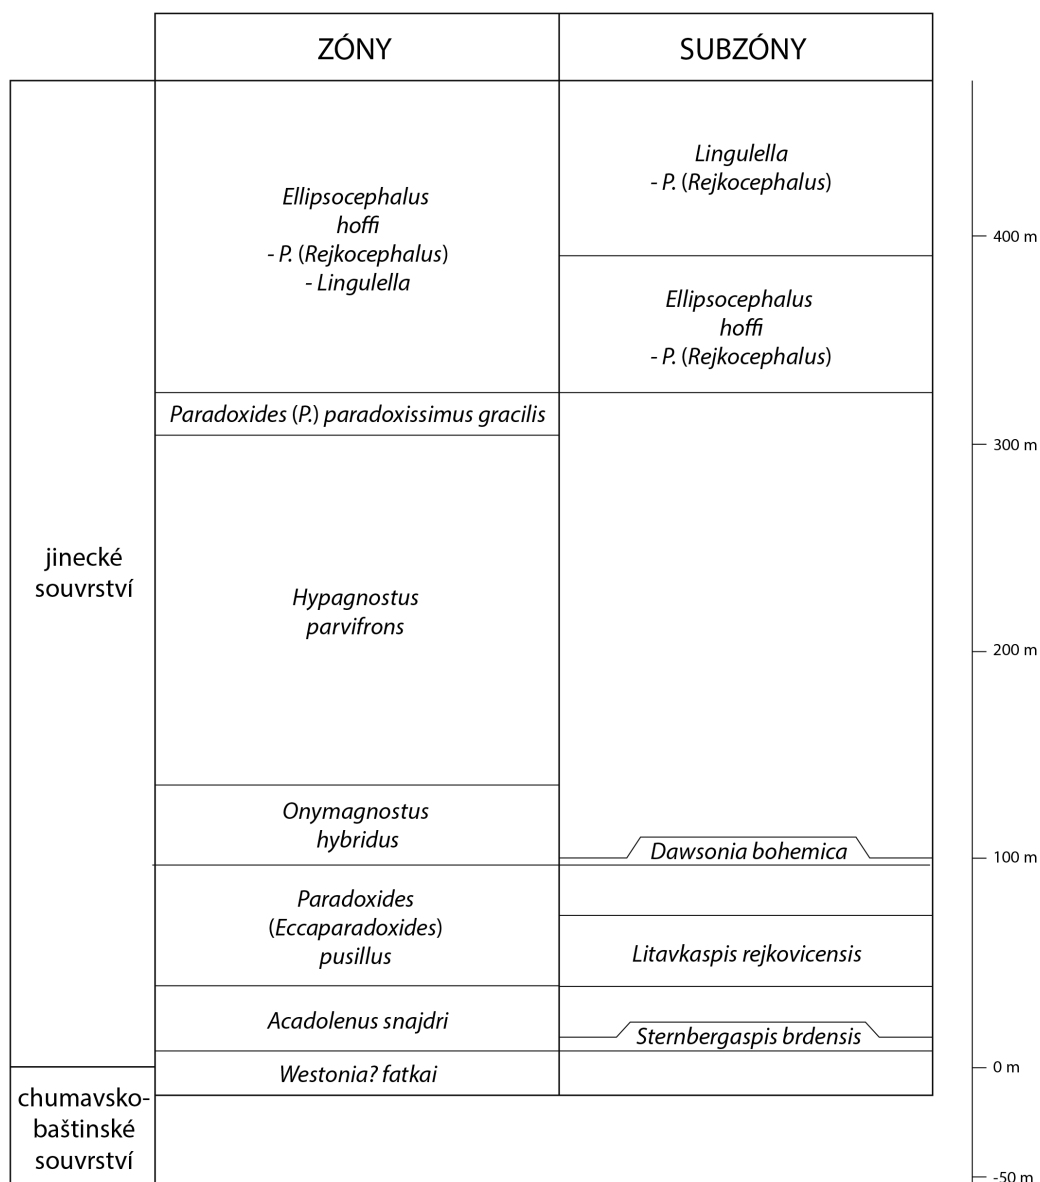 ZÓNY
SUBZÓNY
jinecké
souvrství
chumavsko-
baštinské
souvrství
Ellipsocephalus
hoffi
- P. (Rejkocephalus)
- Lingulella
Paradoxides (P.) paradoxissimus gracilis
Hypagnostus
parvifrons
Onymagnostus
hybridus
Paradoxides
(Eccaparadoxides)
pusillus
Acadolenus snajdri
Westonia? fatkai
Lingulella
- P. (Rejkocephalus)
Ellipsocephalus
hoffi
- P. (Rejkocephalus)
Dawsonia bohemica
Litavkaspis rejkovicensis
Sternbergaspis brdensis
400 m
300 m
200 m
100 m
0 m
-50 m